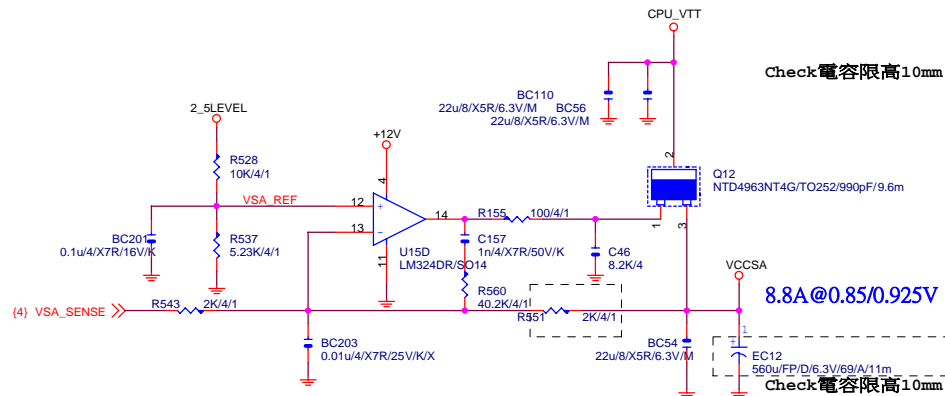 CPU_VTT
Check電容限高10mm
BC110
22u/8/X5R/6.3V/M
BC56
22u/8/X5R/6.3V/M
2_5LEVEL
+12V
2
Q12
NTD4963NT4G/TO252/990pF/9.6m
R528
10K/4/1
4
VSA_REF
12
+
13
−
14
R155
100/4/1
1
3
BC201
0.1u/4/X7R/16V/K
R537
5.23K/4/1
11
U15D
LM324DR/SO14
C157
1n/4/X7R/50V/K
C46
8.2K/4
VCCSA
R560
40.2K/4/1
8.8A@0.85/0.925V
{4} VSA_SENSE
R543
2K/4/1
R551
2K/4/1
1
+
BC203
0.01u/4/X7R/25V/K/X
BC54
22u/8/X5R/6.3V/M
EC12
560u/FP/D/6.3V/69/A/11m
Check電容限高10mm